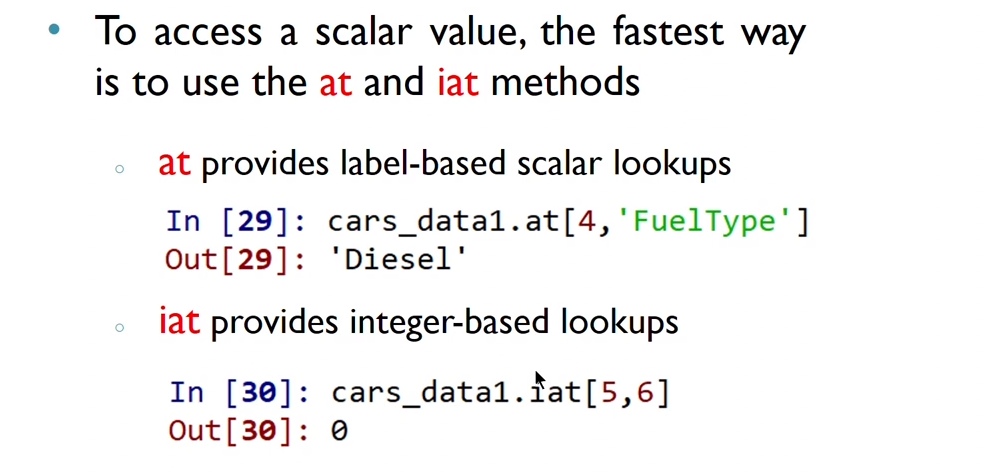 • To access a scalar value, the fastest way
is to use the at and iat methods
○ at provides label-based scalar lookups
In [29]: cars_data1.at[4,'FuelType']
Out[29]: 'Diesel'
○ iat provides integer-based lookups
In [30]: cars_data1.iat[5,6]
Out[30]: 0